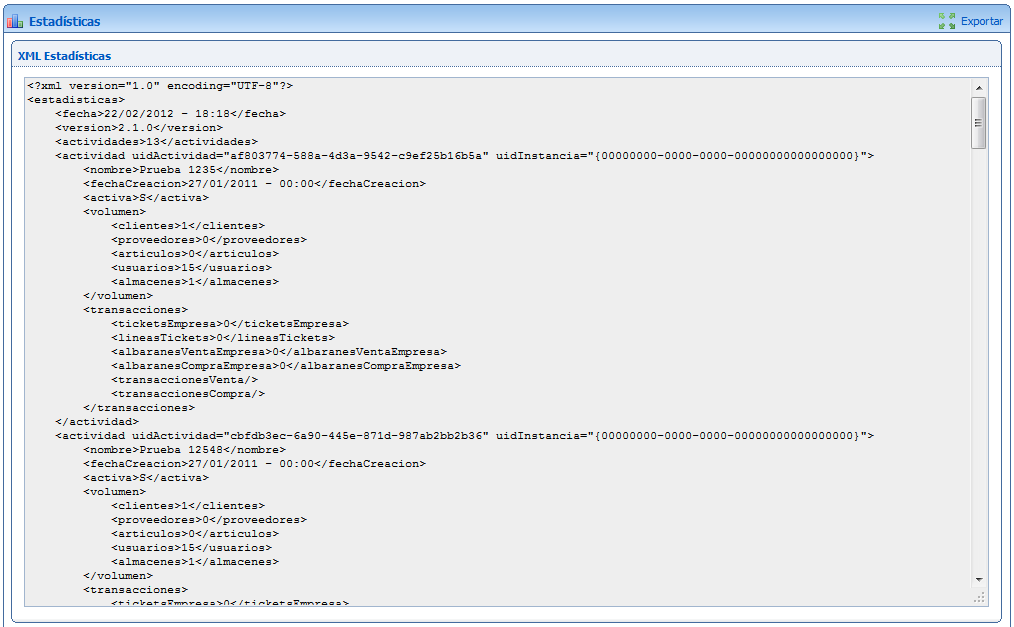 Estadísticas
Exportar
XML Estadísticas
<?xml version="1.0" encoding="UTF-8"?>
<estadisticas>
    <fecha>22/02/2012 - 18:18</fecha>
    <version>2.1.0</version>
    <actividades>13</actividades>
    <actividad uidActividad="af803774-588a-4d3a-9542-c9ef25b16b5a" uidInstancia="{00000000-0000-0000-00000000000000000}">
        <nombre>Prueba 1235</nombre>
        <fechaCreacion>27/01/2011 - 00:00</fechaCreacion>
        <activa>S</activa>
        <volumen>
            <clientes>1</clientes>
            <proveedores>0</proveedores>
            <articulos>0</articulos>
            <usuarios>15</usuarios>
            <almacenes>1</almacenes>
        </volumen>
        <transacciones>
            <ticketsEmpresa>0</ticketsEmpresa>
            <lineasTickets>0</lineasTickets>
            <albaranesVentaEmpresa>0</albaranesVentaEmpresa>
            <albaranesCompraEmpresa>0</albaranesCompraEmpresa>
            <transaccionesVenta/>
            <transaccionesCompra/>
        </transacciones>
    </actividad>
    <actividad uidActividad="cbfdb3ec-6a90-445e-871d-987ab2bb2b36" uidInstancia="{00000000-0000-0000-00000000000000000}">
        <nombre>Prueba 12548</nombre>
        <fechaCreacion>27/01/2011 - 00:00</fechaCreacion>
        <activa>S</activa>
        <volumen>
            <clientes>1</clientes>
            <proveedores>0</proveedores>
            <articulos>0</articulos>
            <usuarios>15</usuarios>
            <almacenes>1</almacenes>
        </volumen>
        <transacciones>
            <ticketsEmpresa>0</ticketsEmpresa>